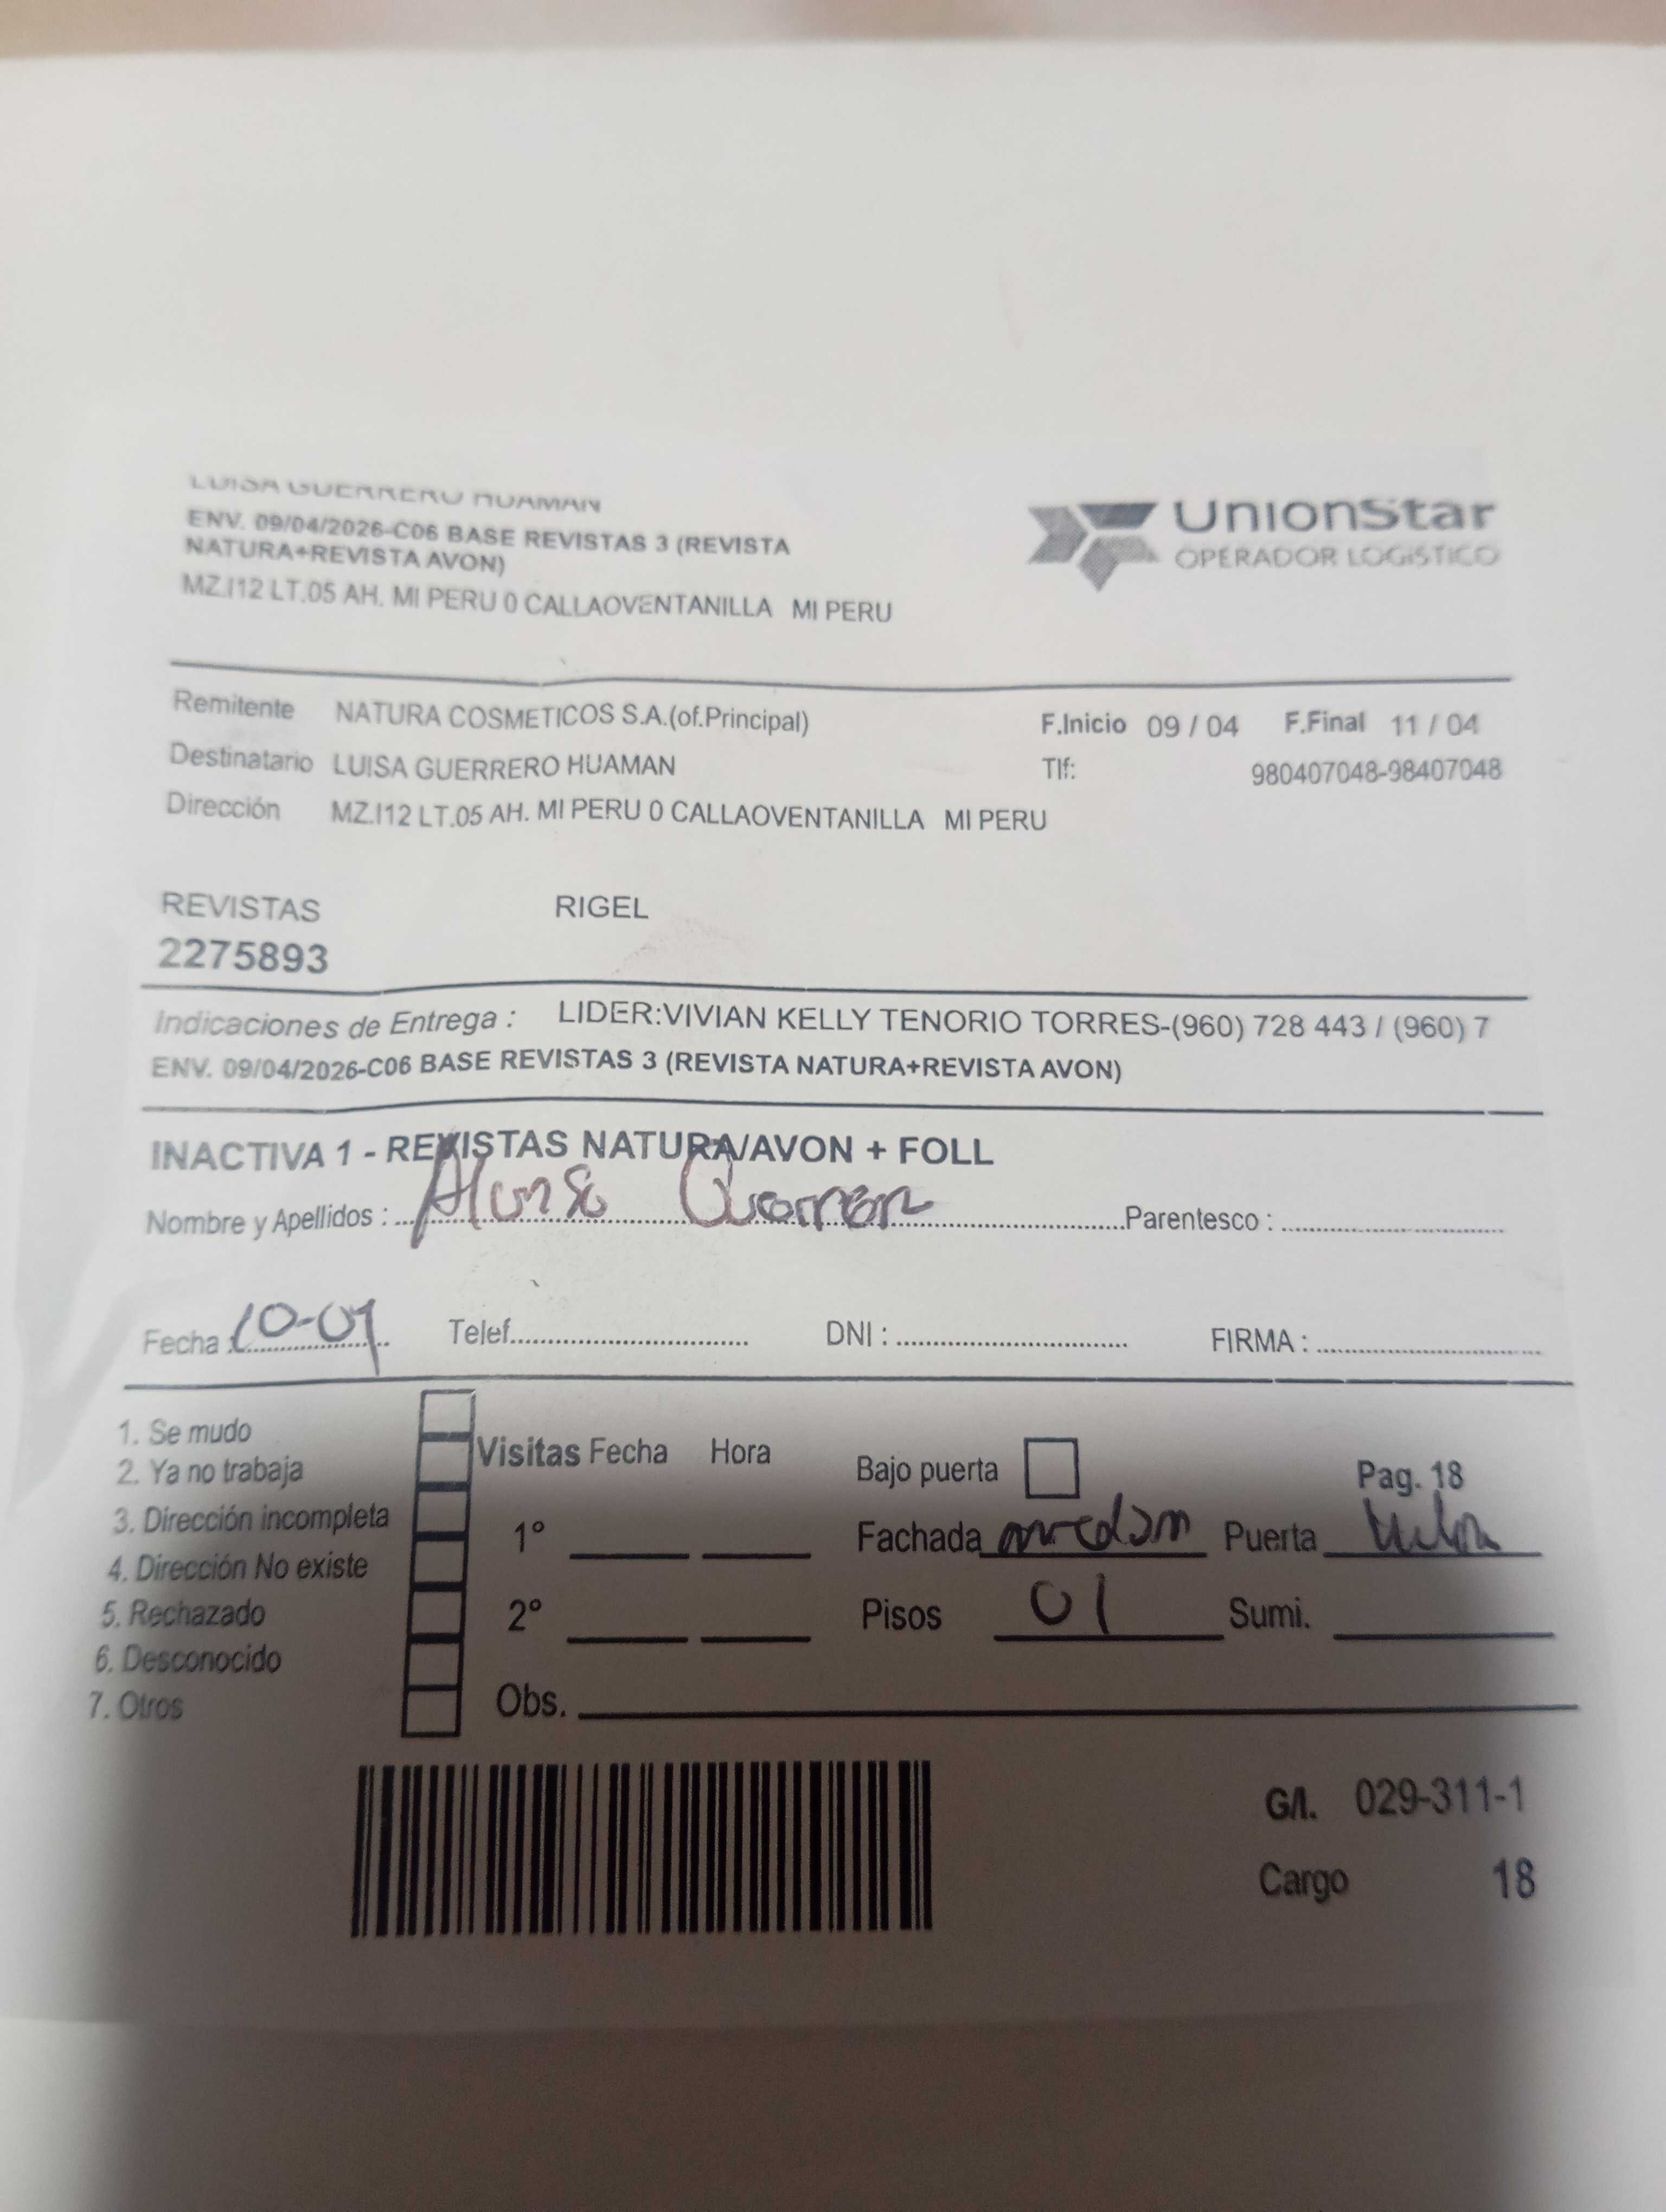 LUISA GUERRERO HUAMAN
ENV. 09/04/2026-C06 BASE REVISTAS 3 (REVISTA
NATURA+REVISTA AVON)
MZ.I12 LT.05 AH. MI PERU 0 CALLAOVENTANILLA MI PERU
UnionStar
OPERADOR LOGíSTICO
Remitente NATURA COSMETICOS S.A.(of.Principal) F.Inicio 09 / 04 F.Final 11 / 04
Destinatario LUISA GUERRERO HUAMAN Tlf: 980407048-98407048
Dirección MZ.I12 LT.05 AH. MI PERU 0 CALLAOVENTANILLA MI PERU
REVISTAS RIGEL
2275893
Indicaciones de Entrega : LIDER:VIVIAN KELLY TENORIO TORRES-(960) 728 443 / (960) 7
ENV. 09/04/2026-C06 BASE REVISTAS 3 (REVISTA NATURA+REVISTA AVON)
INACTIVA 1 - REVISTAS NATURA/AVON + FOLL
Nombre y Apellidos : Alonso Parentesco :
Fecha : 10-04 Telef. DNI : FIRMA :
1. Se mudo
2. Ya no trabaja
3. Dirección incompleta
4. Dirección No existe
5. Rechazado
6. Desconocido
7. Otros
Visitas Fecha Hora
1°
2°
Obs.
Bajo puerta Pag. 18
Fachada Puerta
Pisos 01 Sumi.
G/I. 029-311-1
Cargo 18